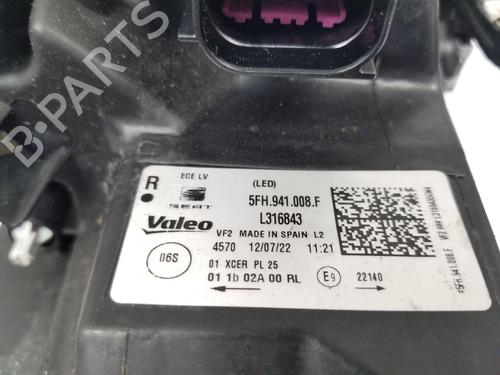 B-PARTS
R
ECE LV
(LED)
SEAT
5FH.941.008.F
Valeo
L316843
VF2 MADE IN SPAIN L2
4570 12/07/22 11:21
06S
01 XCER PL 25
01 1b 02A 00 RL
E9
22140
#5FH.941.008.F